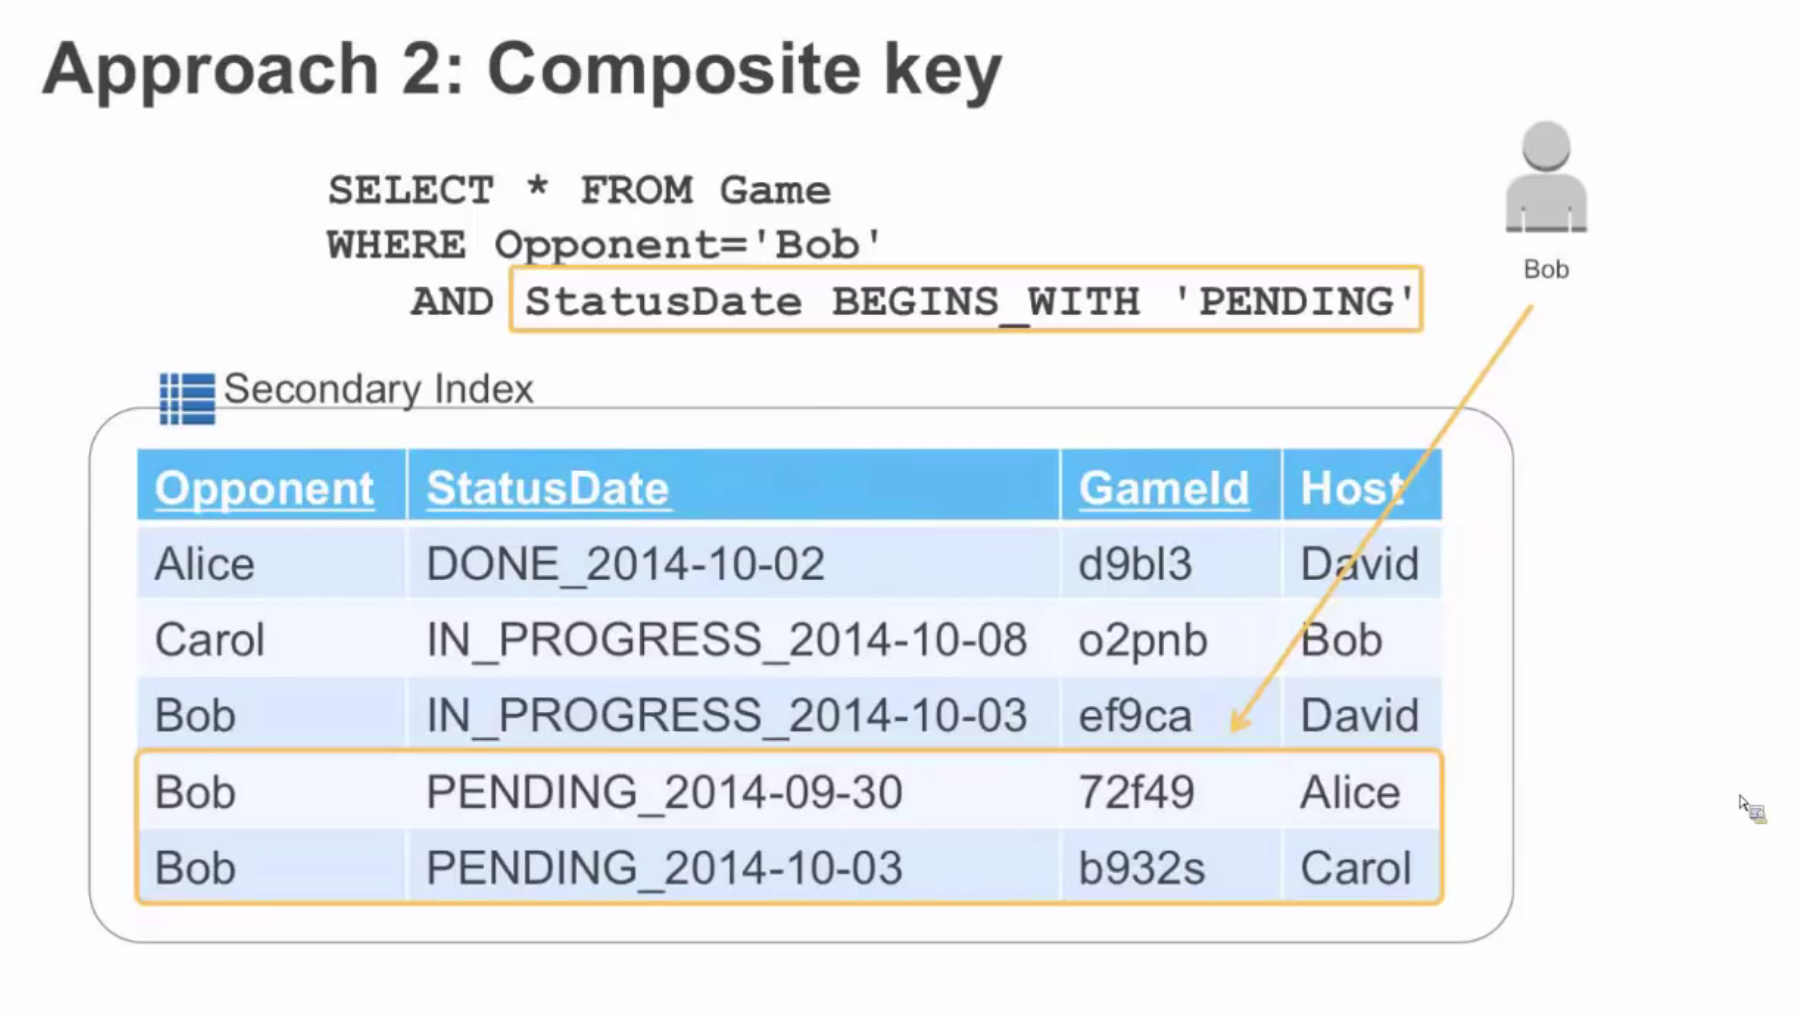 Approach 2: Composite key
SELECT * FROM Game
WHERE Opponent='Bob'
AND StatusDate BEGINS_WITH 'PENDING'
Bob
Secondary Index
Opponent StatusDate GameId Host
Alice DONE_2014-10-02 d9bl3 David
Carol IN_PROGRESS_2014-10-08 o2pnb Bob
Bob IN_PROGRESS_2014-10-03 ef9ca David
Bob PENDING_2014-09-30 72f49 Alice
Bob PENDING_2014-10-03 b932s Carol